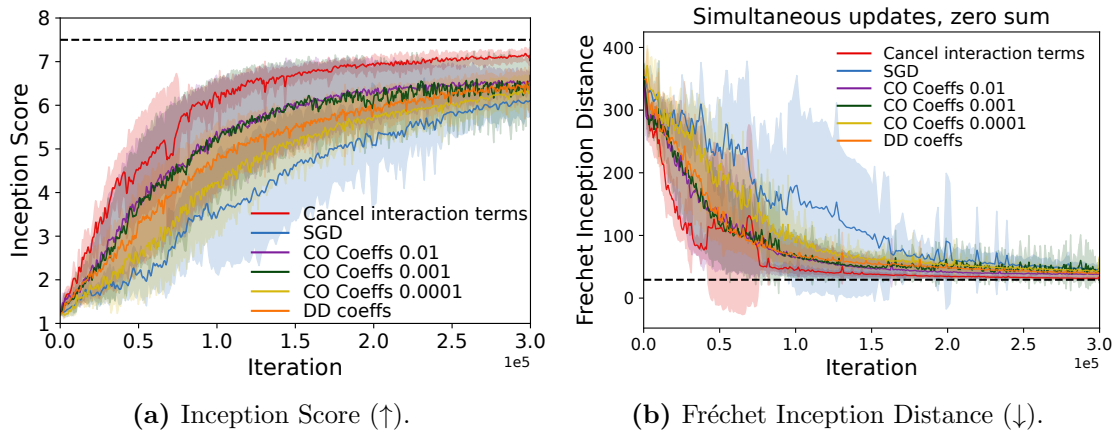 8
7
6
5
4
3
2
1
Inception Score
Cancel interaction terms
SGD
CO Coeffs 0.01
CO Coeffs 0.001
CO Coeffs 0.0001
DD coeffs
0.0 0.5 1.0 1.5 2.0 2.5 3.0
Iteration 1e5
(a) Inception Score (↑).
Simultaneous updates, zero sum
400
300
200
100
0
Frechet Inception Distance
Cancel interaction terms
SGD
CO Coeffs 0.01
CO Coeffs 0.001
CO Coeffs 0.0001
DD coeffs
0.0 0.5 1.0 1.5 2.0 2.5 3.0
Iteration 1e5
(b) Fréchet Inception Distance (↓).